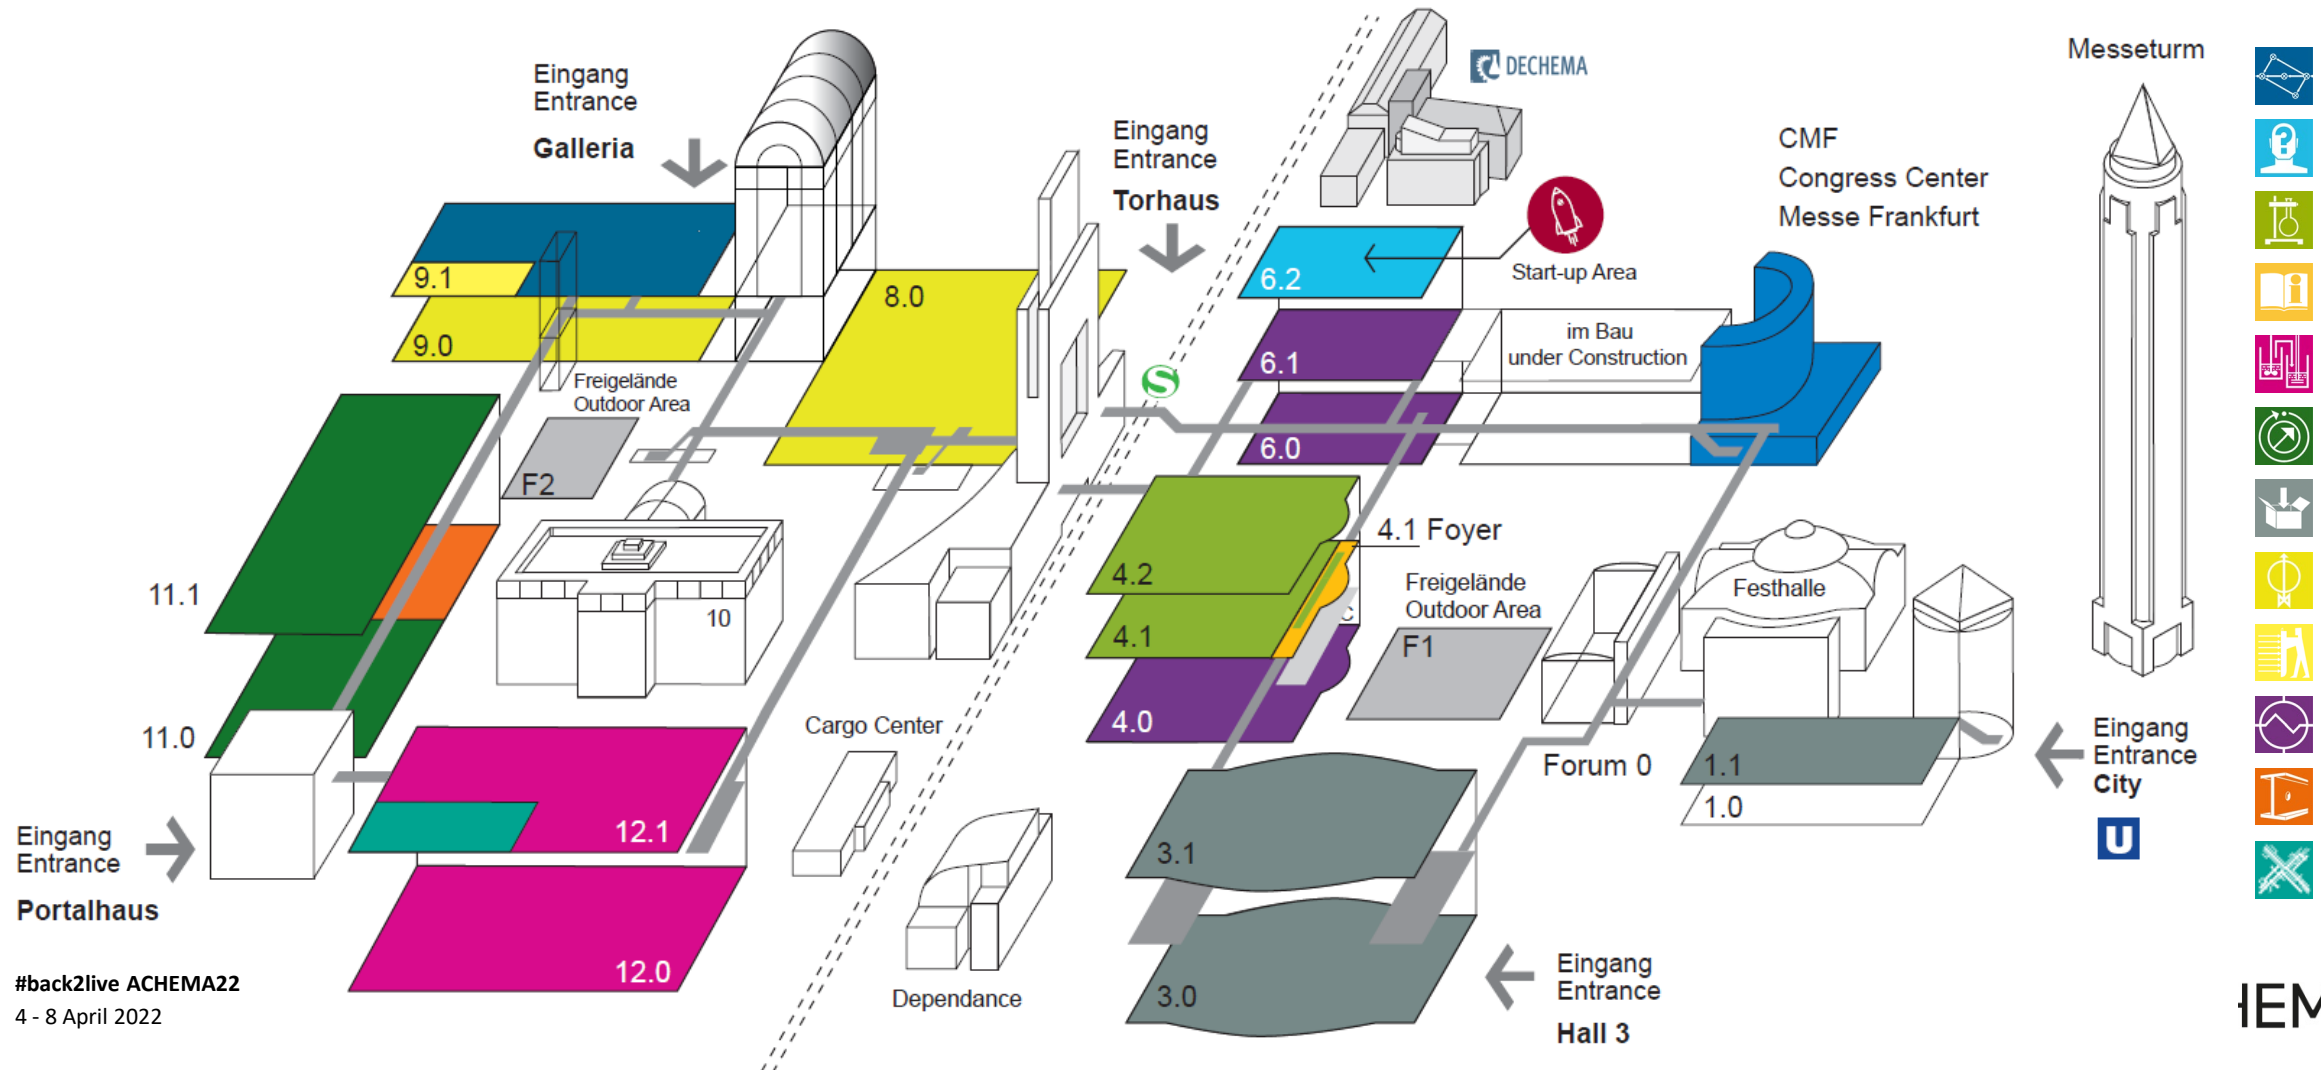 Messeturm
Eingang
Entrance
Galleria
DECHEMA
Eingang
Entrance
Torhaus
CMF
Congress Center
Messe Frankfurt
9.1
9.0
8.0
6.2
Start-up Area
6.1
im Bau
under Construction
S
6.0
Freigelände
Outdoor Area
F2
11.1
10
11.0
4.2
4.1 Foyer
4.1
4.0
Freigelände
Outdoor Area
F1
Festhalle
Forum 0
1.1
1.0
Eingang
Entrance
City
U
Cargo Center
12.1
12.0
Eingang
Entrance
Portalhaus
3.1
3.0
Dependance
Eingang
Entrance
Hall 3
#back2live ACHEMA22
4 - 8 April 2022